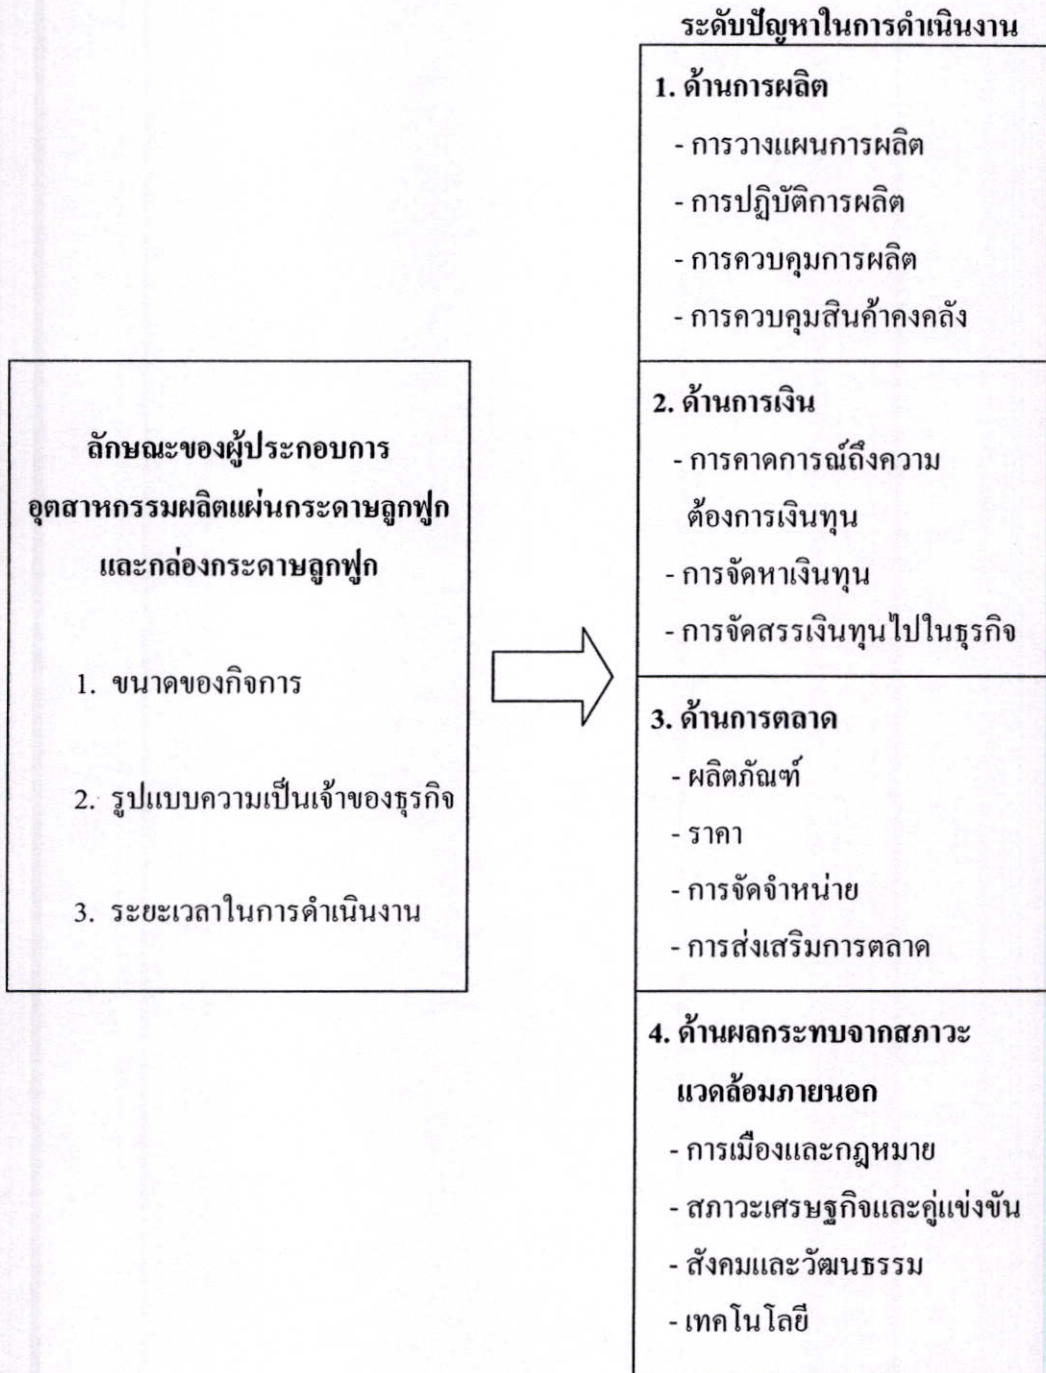 ระดับปัญหาในการดำเนินงาน
1. ด้านการผลิต
- การวางแผนการผลิต
- การปฏิบัติการผลิต
- การควบคุมการผลิต
- การควบคุมสินค้าคงคลัง
2. ด้านการเงิน
- การคาดการณ์ถึงความ
ต้องการเงินทุน
- การจัดหาเงินทุน
- การจัดสรรเงินทุนไปในธุรกิจ
3. ด้านการตลาด
- ผลิตภัณฑ์
- ราคา
- การจัดจำหน่าย
- การส่งเสริมการตลาด
4. ด้านผลกระทบจากสภาวะ
แวดล้อมภายนอก
- การเมืองและกฎหมาย
- สภาวะเศรษฐกิจและคู่แข่งขัน
- สังคมและวัฒนธรรม
- เทคโนโลยี
ลักษณะของผู้ประกอบการ
อุตสาหกรรมผลิตแผ่นกระดาษลูกฟูก
และกล่องกระดาษลูกฟูก
1. ขนาดของกิจการ
2. รูปแบบความเป็นเจ้าของธุรกิจ
3. ระยะเวลาในการดำเนินงาน